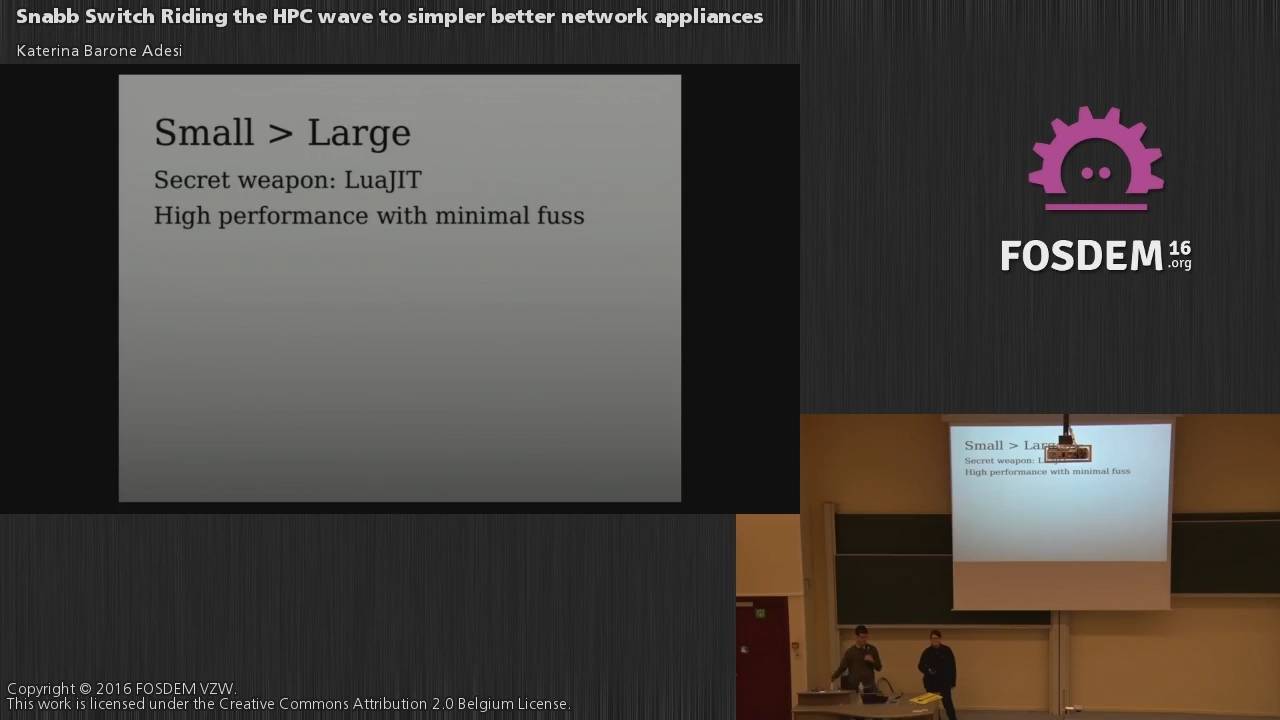 Snabb Switch Riding the HPC wave to simpler better network appliances
Katerina Barone Adesi
Small > Large
Secret weapon: LuaJIT
High performance with minimal fuss
FOSDEM 16
.org
Small > Large
Secret weapon: 
High performance with minimal fuss
Copyright © 2016 FOSDEM VZW.
This work is licensed under the Creative Commons Attribution 2.0 Belgium License.